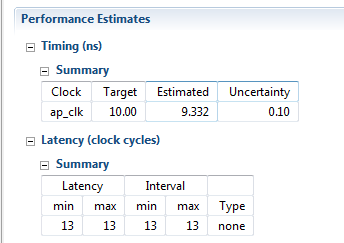 Performance Estimates
Timing (ns)
Summary
Clock Target Estimated Uncertainty
ap_clk 10.00 9.332 0.10
Latency (clock cycles)
Summary
Latency Interval
min max min max Type
13 13 13 13 none